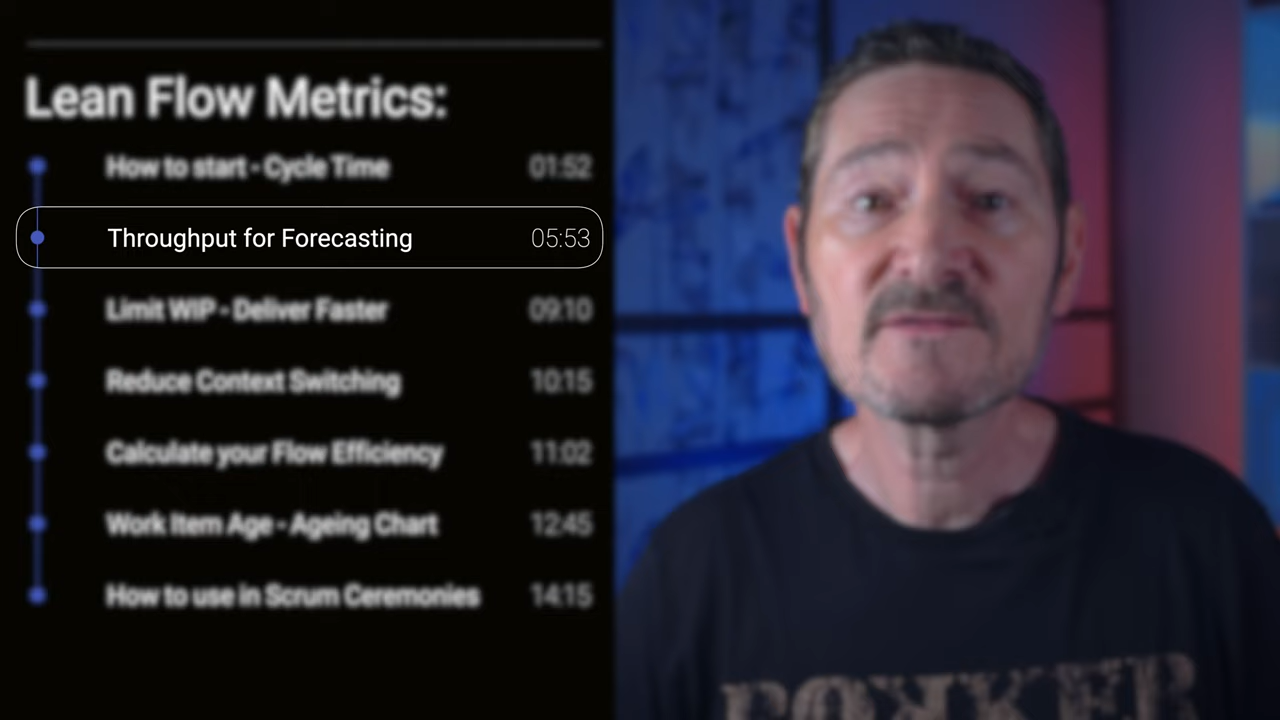 Lean Flow Metrics:
How to start - Cycle Time 01:52
Throughput for Forecasting 05:53
Limit WIP - Deliver Faster 09:10
Reduce Context Switching 10:15
Calculate your Flow Efficiency 11:02
Work Item Age - Ageing Chart 12:45
How to use in Scrum Ceremonies 14:15